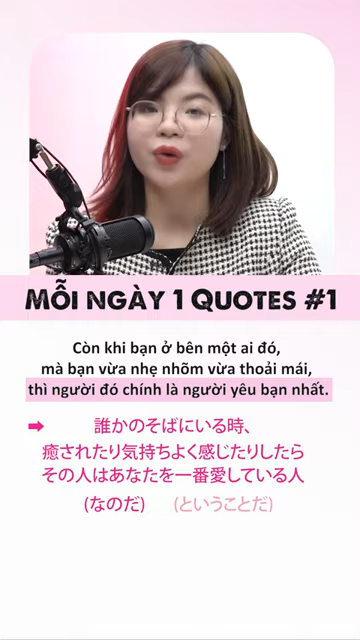 MỖI NGÀY 1 QUOTES #1
Còn khi bạn ở bên một ai đó,
mà bạn vừa nhẹ nhõm vừa thoải mái,
thì người đó chính là người yêu bạn nhất.
➡ 誰かのそばにいる時、
癒されたり気持ちよく感じたりしたら
その人はあなたを一番愛している人
(なのだ) (ということだ)